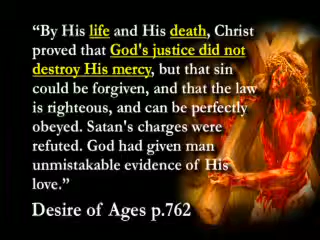 “By His life and His death, Christ
proved that God's justice did not
destroy His mercy, but that sin
could be forgiven, and that the law
is righteous, and can be perfectly
obeyed. Satan's charges were
refuted. God had given man
unmistakable evidence of His
love.”
Desire of Ages p.762